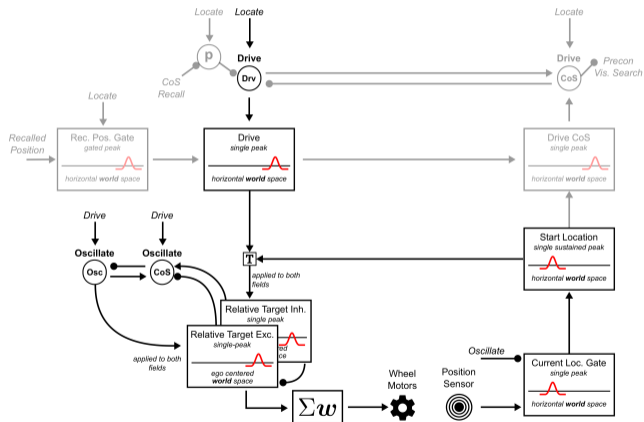 Locate
Locate
Locate
p
Drive
Drv
CoS
Recall
Drive
CoS
Precon
Vis. Search
Locate
Recalled
Position
Rec. Pos. Gate
gated peak
horizontal world space
Drive
single peak
horizontal world space
Drive CoS
single peak
horizontal world space
Drive
Drive
Oscillate
Oscillate
Osc
CoS
T
applied to both
fields
Start Location
single sustained peak
horizontal world space
Relative Target Inh.
single peak
Relative Target Exc.
single-peak
ego centered
world space
red
ce
applied to both
fields
Σw
Wheel
Motors
Position
Sensor
Oscillate
Current Loc. Gate
single peak
horizontal world space